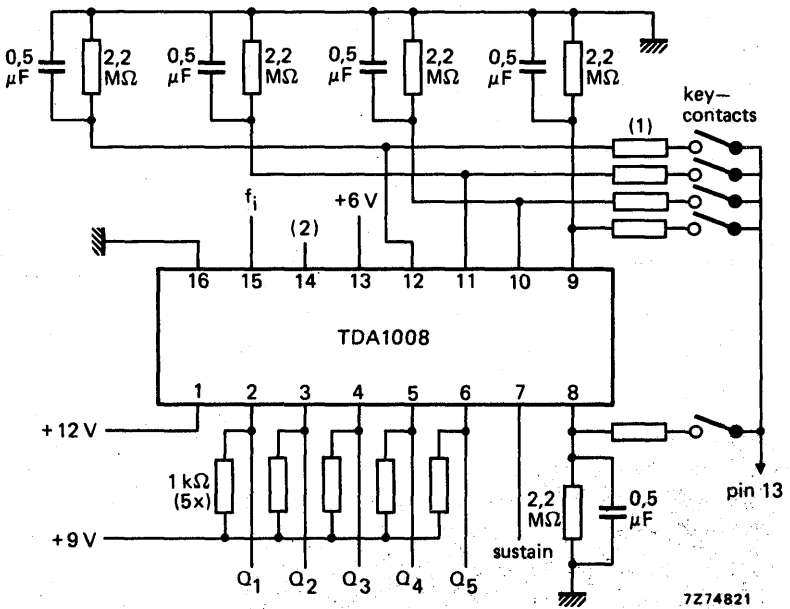 0,5 μF
2,2 MΩ
0,5 μF
2,2 MΩ
0,5 μF
2,2 MΩ
0,5 μF
2,2 MΩ
key–
contacts
(1)
fi
(2)
+6 V
16 15 14 13 12 11 10 9
TDA1008
1 2 3 4 5 6 7 8
+12 V
1 kΩ
(5x)
+9 V
2,2 MΩ
0,5 μF
pin 13
sustain
Q1 Q2 Q3 Q4 Q5
7Z74821